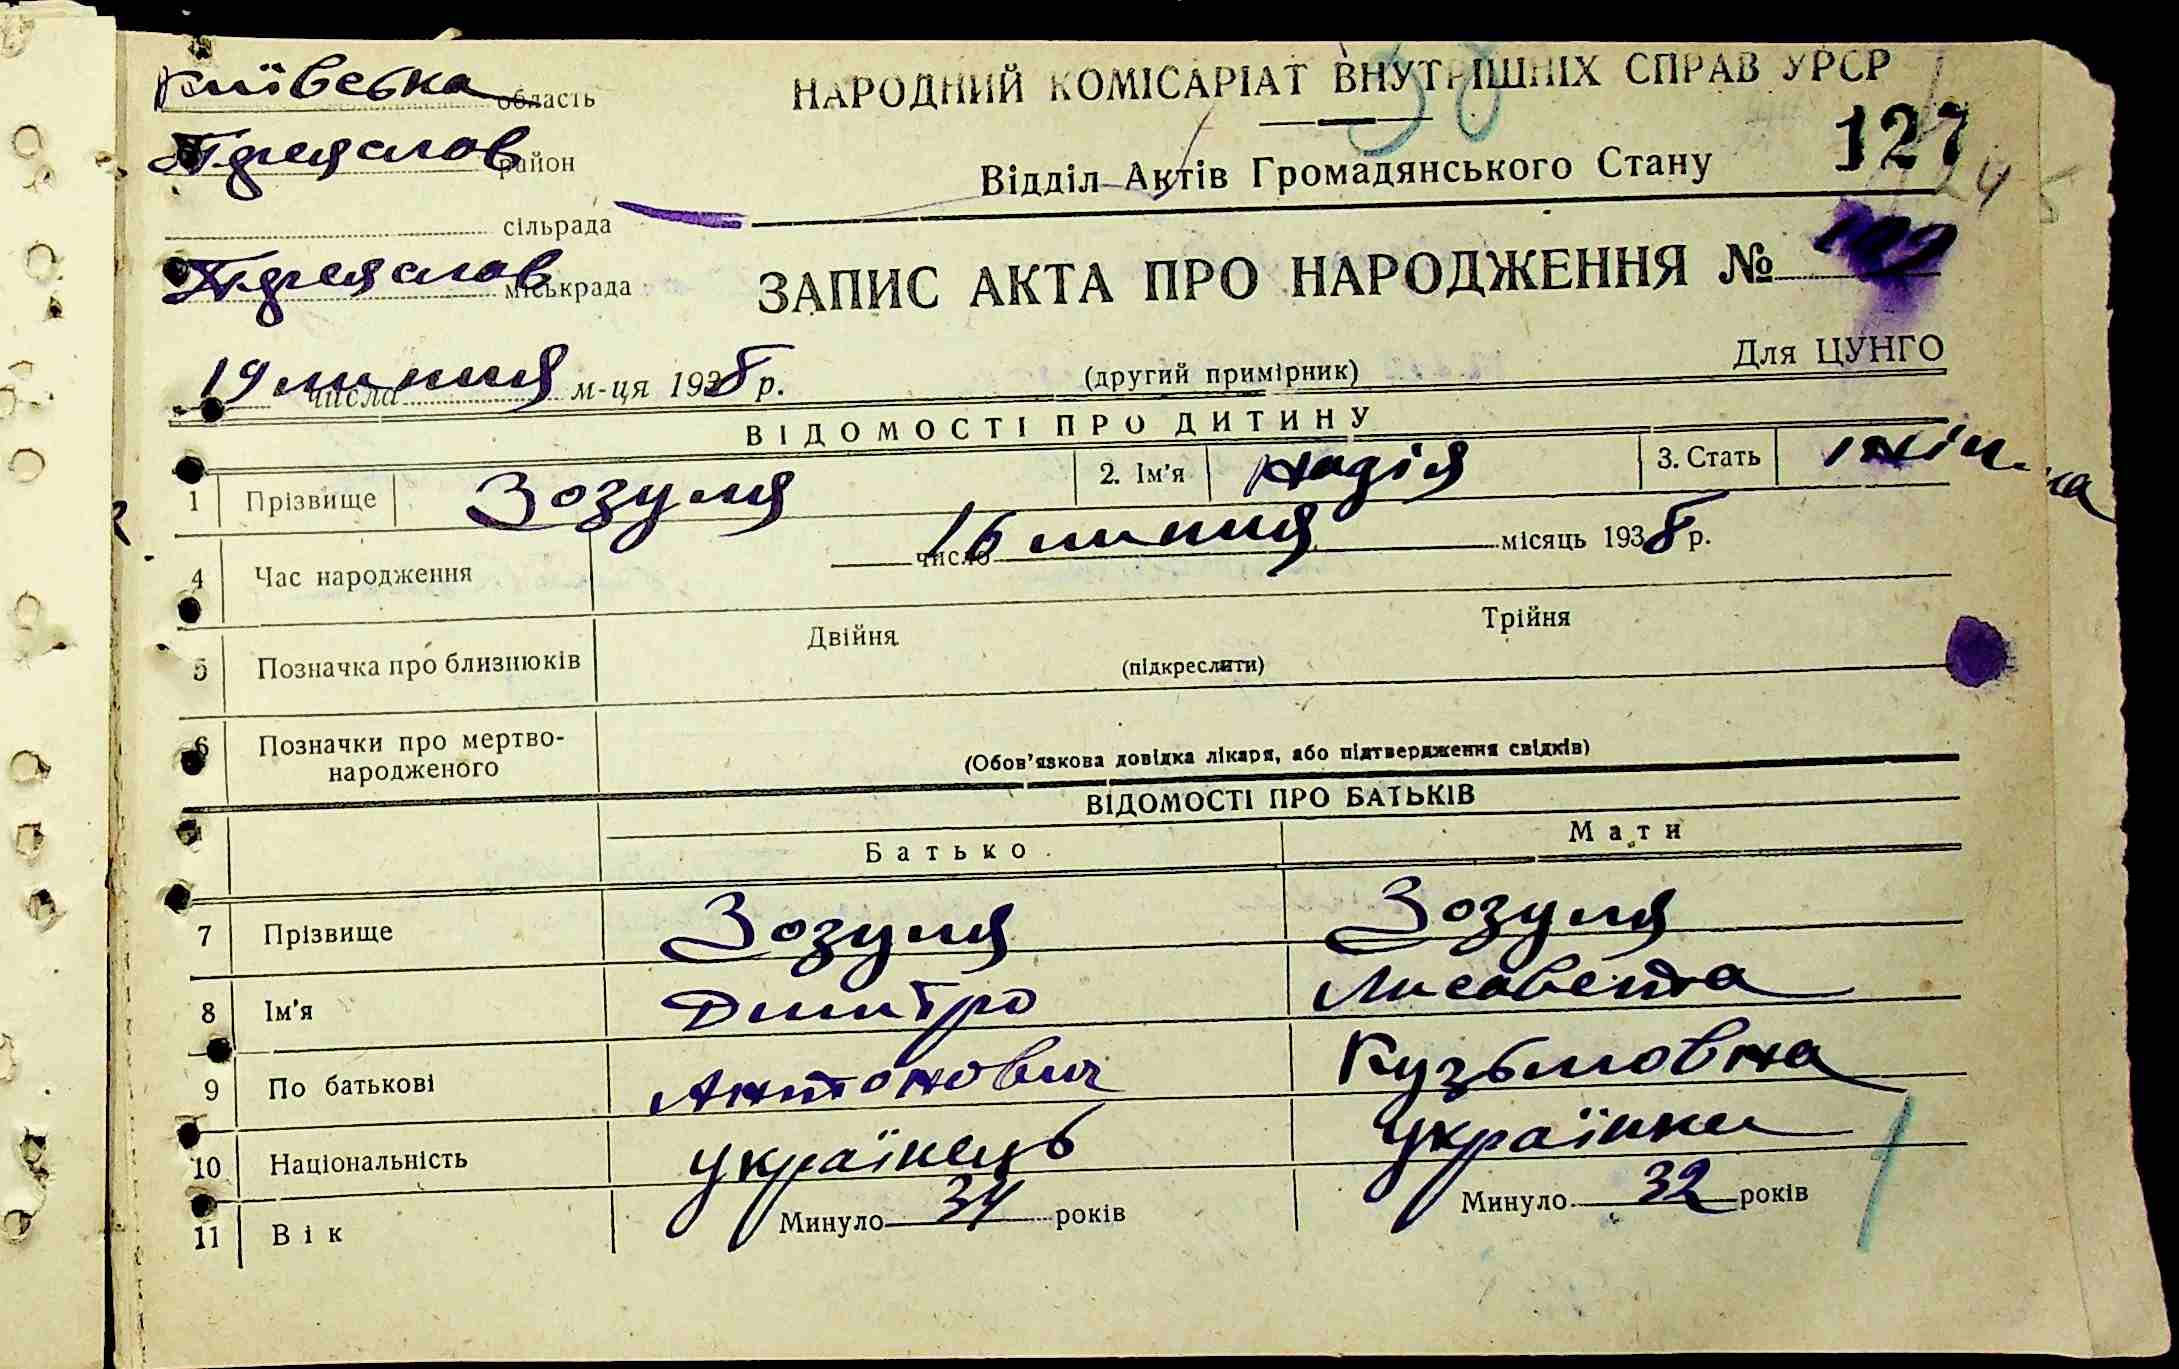 Київська область
НАРОДНИЙ КОМІСАРІАТ ВНУТРІШНІХ СПРАВ УРСР
район
Відділ Актів Громадянського Стану
127
сільрада
міськрада
ЗАПИС АКТА ПРО НАРОДЖЕННЯ №
19 числа липня м-ця 1938 р.
(другий примірник)
Для ЦУНГО
ВІДОМОСТІ ПРО ДИТИНУ
1 Прізвище Зозуля 2. Ім'я Надія 3. Стать
4 Час народження 16 число липня місяць 1938 р.
5 Позначка про близнюків Двійня Трійня
(підкреслити)
6 Позначки про мертво-
народженого
(Обов'язкова довідка лікаря, або підтвердження свідків)
ВІДОМОСТІ ПРО БАТЬКІВ
Батько Мати
7 Прізвище Зозуля Зозуля
8 Ім'я Дмитро Лисавета
9 По батькові Антонович Кузьмовна
10 Національність українець українка
11 Вік Минуло 34 років Минуло 32 років